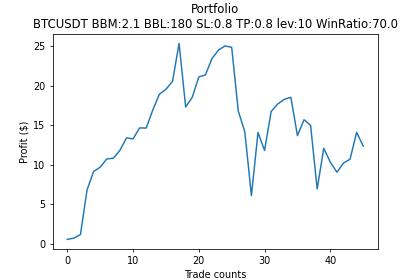 Portfolio
BTCUSDT BBM:2.1 BBL:180 SL:0.8 TP:0.8 lev:10 WinRatio:70.0
25
20
15
10
5
0
Profit ($)
0
10
20
30
40
Trade counts